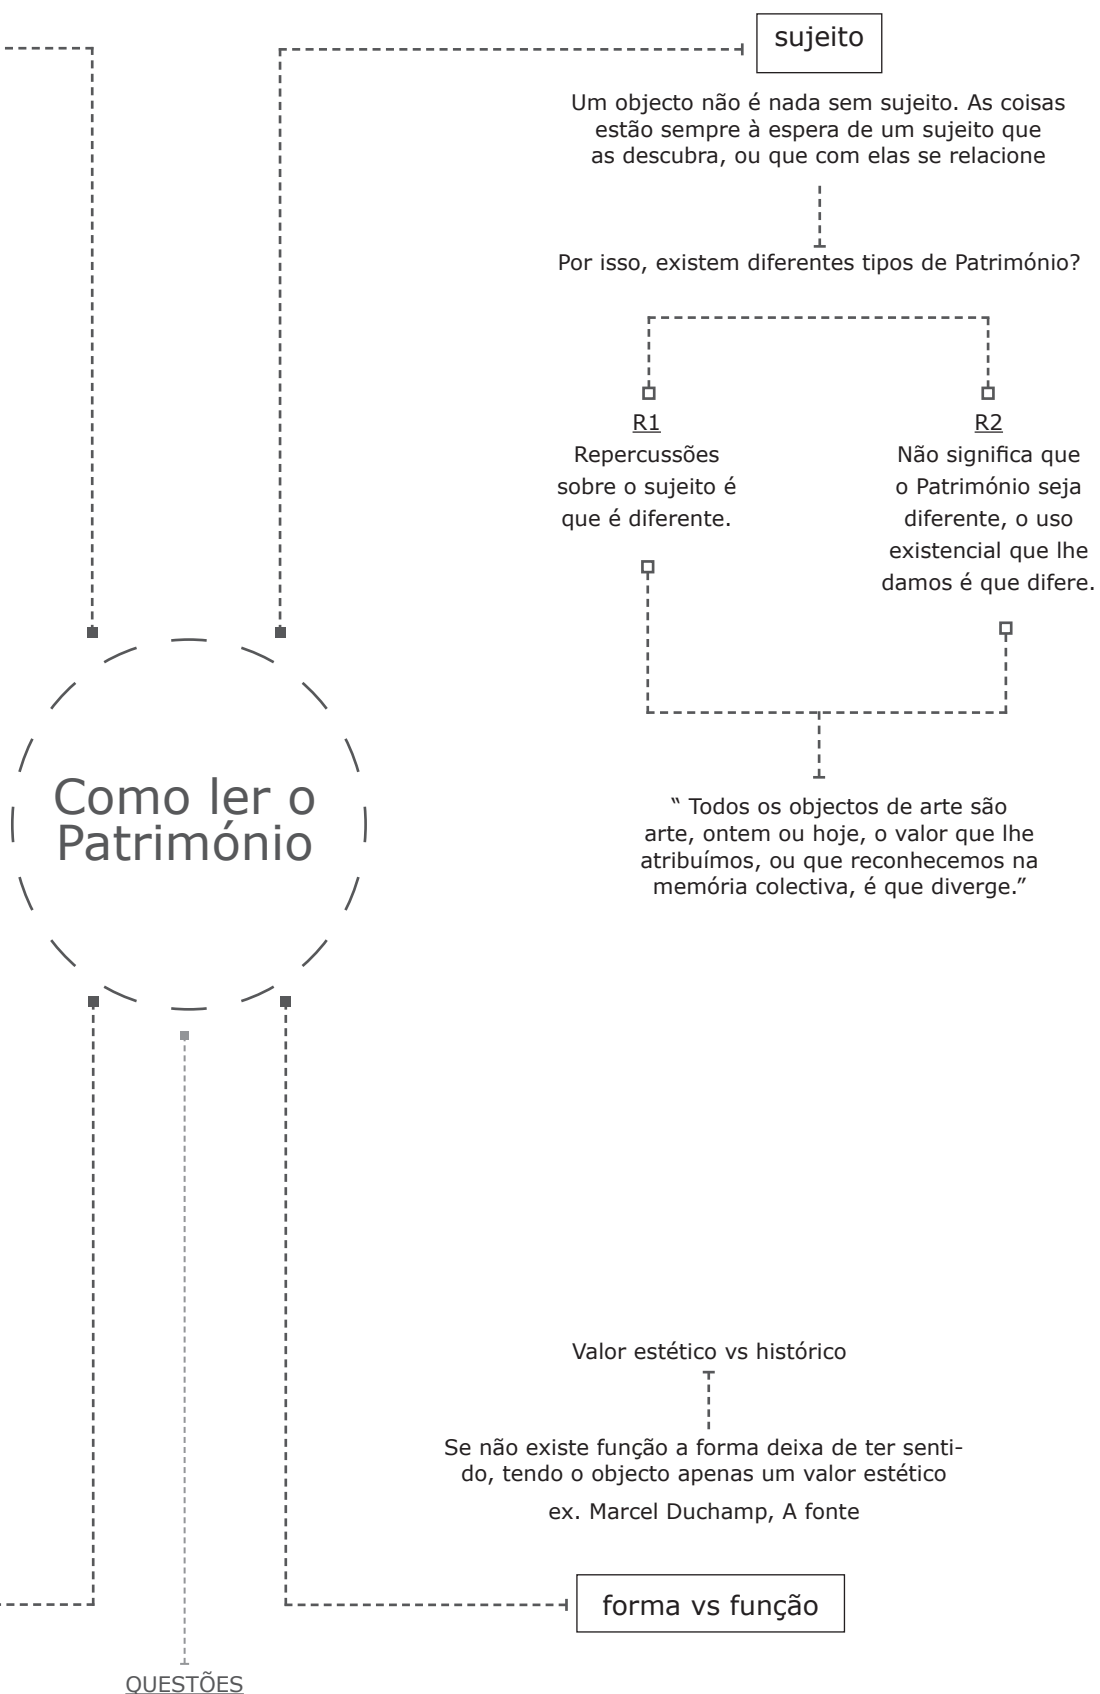 sujeito
Um objecto não é nada sem sujeito. As coisas
estão sempre à espera de um sujeito que
as descubra, ou que com elas se relacione
Por isso, existem diferentes tipos de Património?
R1
Repercussões
sobre o sujeito é
que é diferente.
R2
Não significa que
o Património seja
diferente, o uso
existencial que lhe
damos é que difere.
“ Todos os objectos de arte são
arte, ontem ou hoje, o valor que lhe
atribuímos, ou que reconhecemos na
memória colectiva, é que diverge.”
Como ler o
Património
Valor estético vs histórico
Se não existe função a forma deixa de ter senti-
do, tendo o objecto apenas um valor estético
ex. Marcel Duchamp, A fonte
forma vs função
QUESTÕES